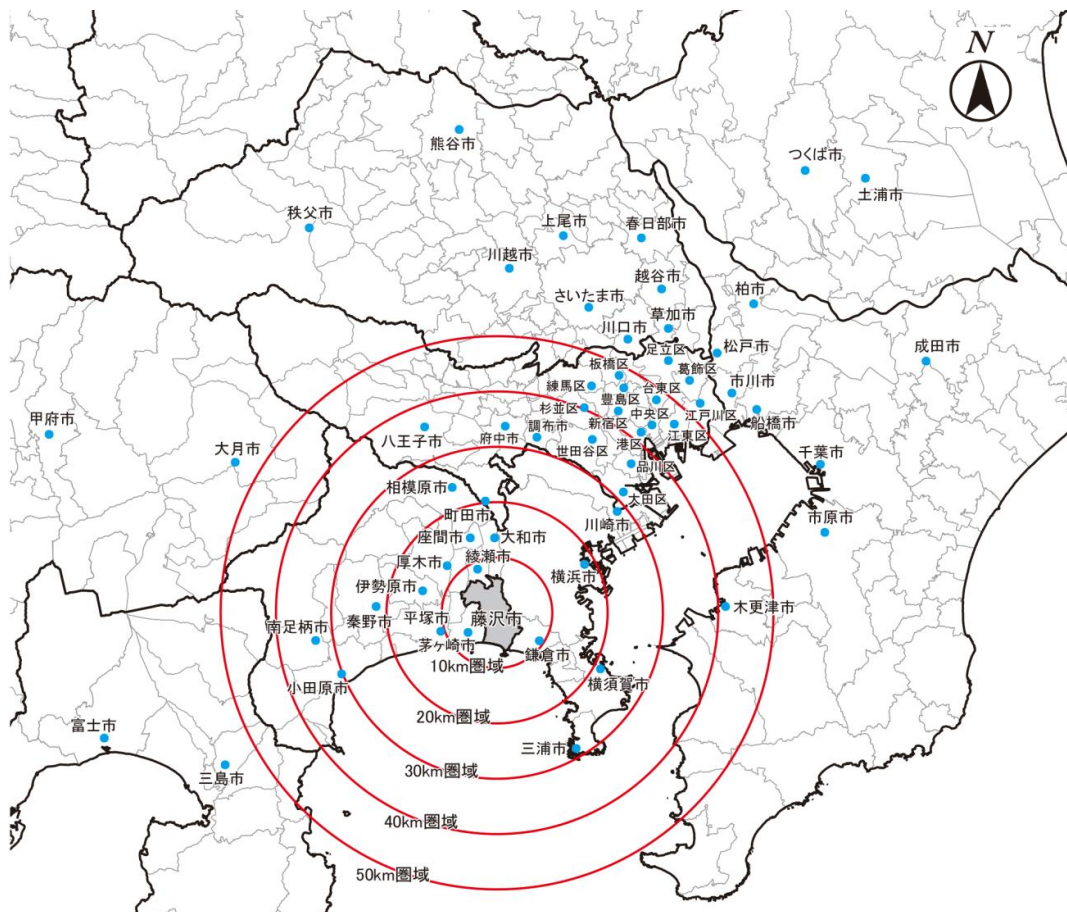 N
熊谷市
つくば市
土浦市
秩父市
上尾市
春日部市
川越市
越谷市
柏市
さいたま市
草加市
川口市
足立区
松戸市
成田市
板橋区
葛飾区
練馬区
台東区
市川市
豊島区
杉並区
中央区
江戸川区
船橋市
甲府市
新宿区
八王子市
府中市
調布市
港区
江東区
世田谷区
千葉市
大月市
品川区
相模原市
太田区
町田市
川崎市
市原市
座間市
大和市
綾瀬市
厚木市
横浜市
伊勢原市
木更津市
秦野市
平塚市
藤沢市
南足柄市
茅ヶ崎市
鎌倉市
10km圏域
横須賀市
小田原市
20km圏域
富士市
三浦市
30km圏域
三島市
40km圏域
50km圏域